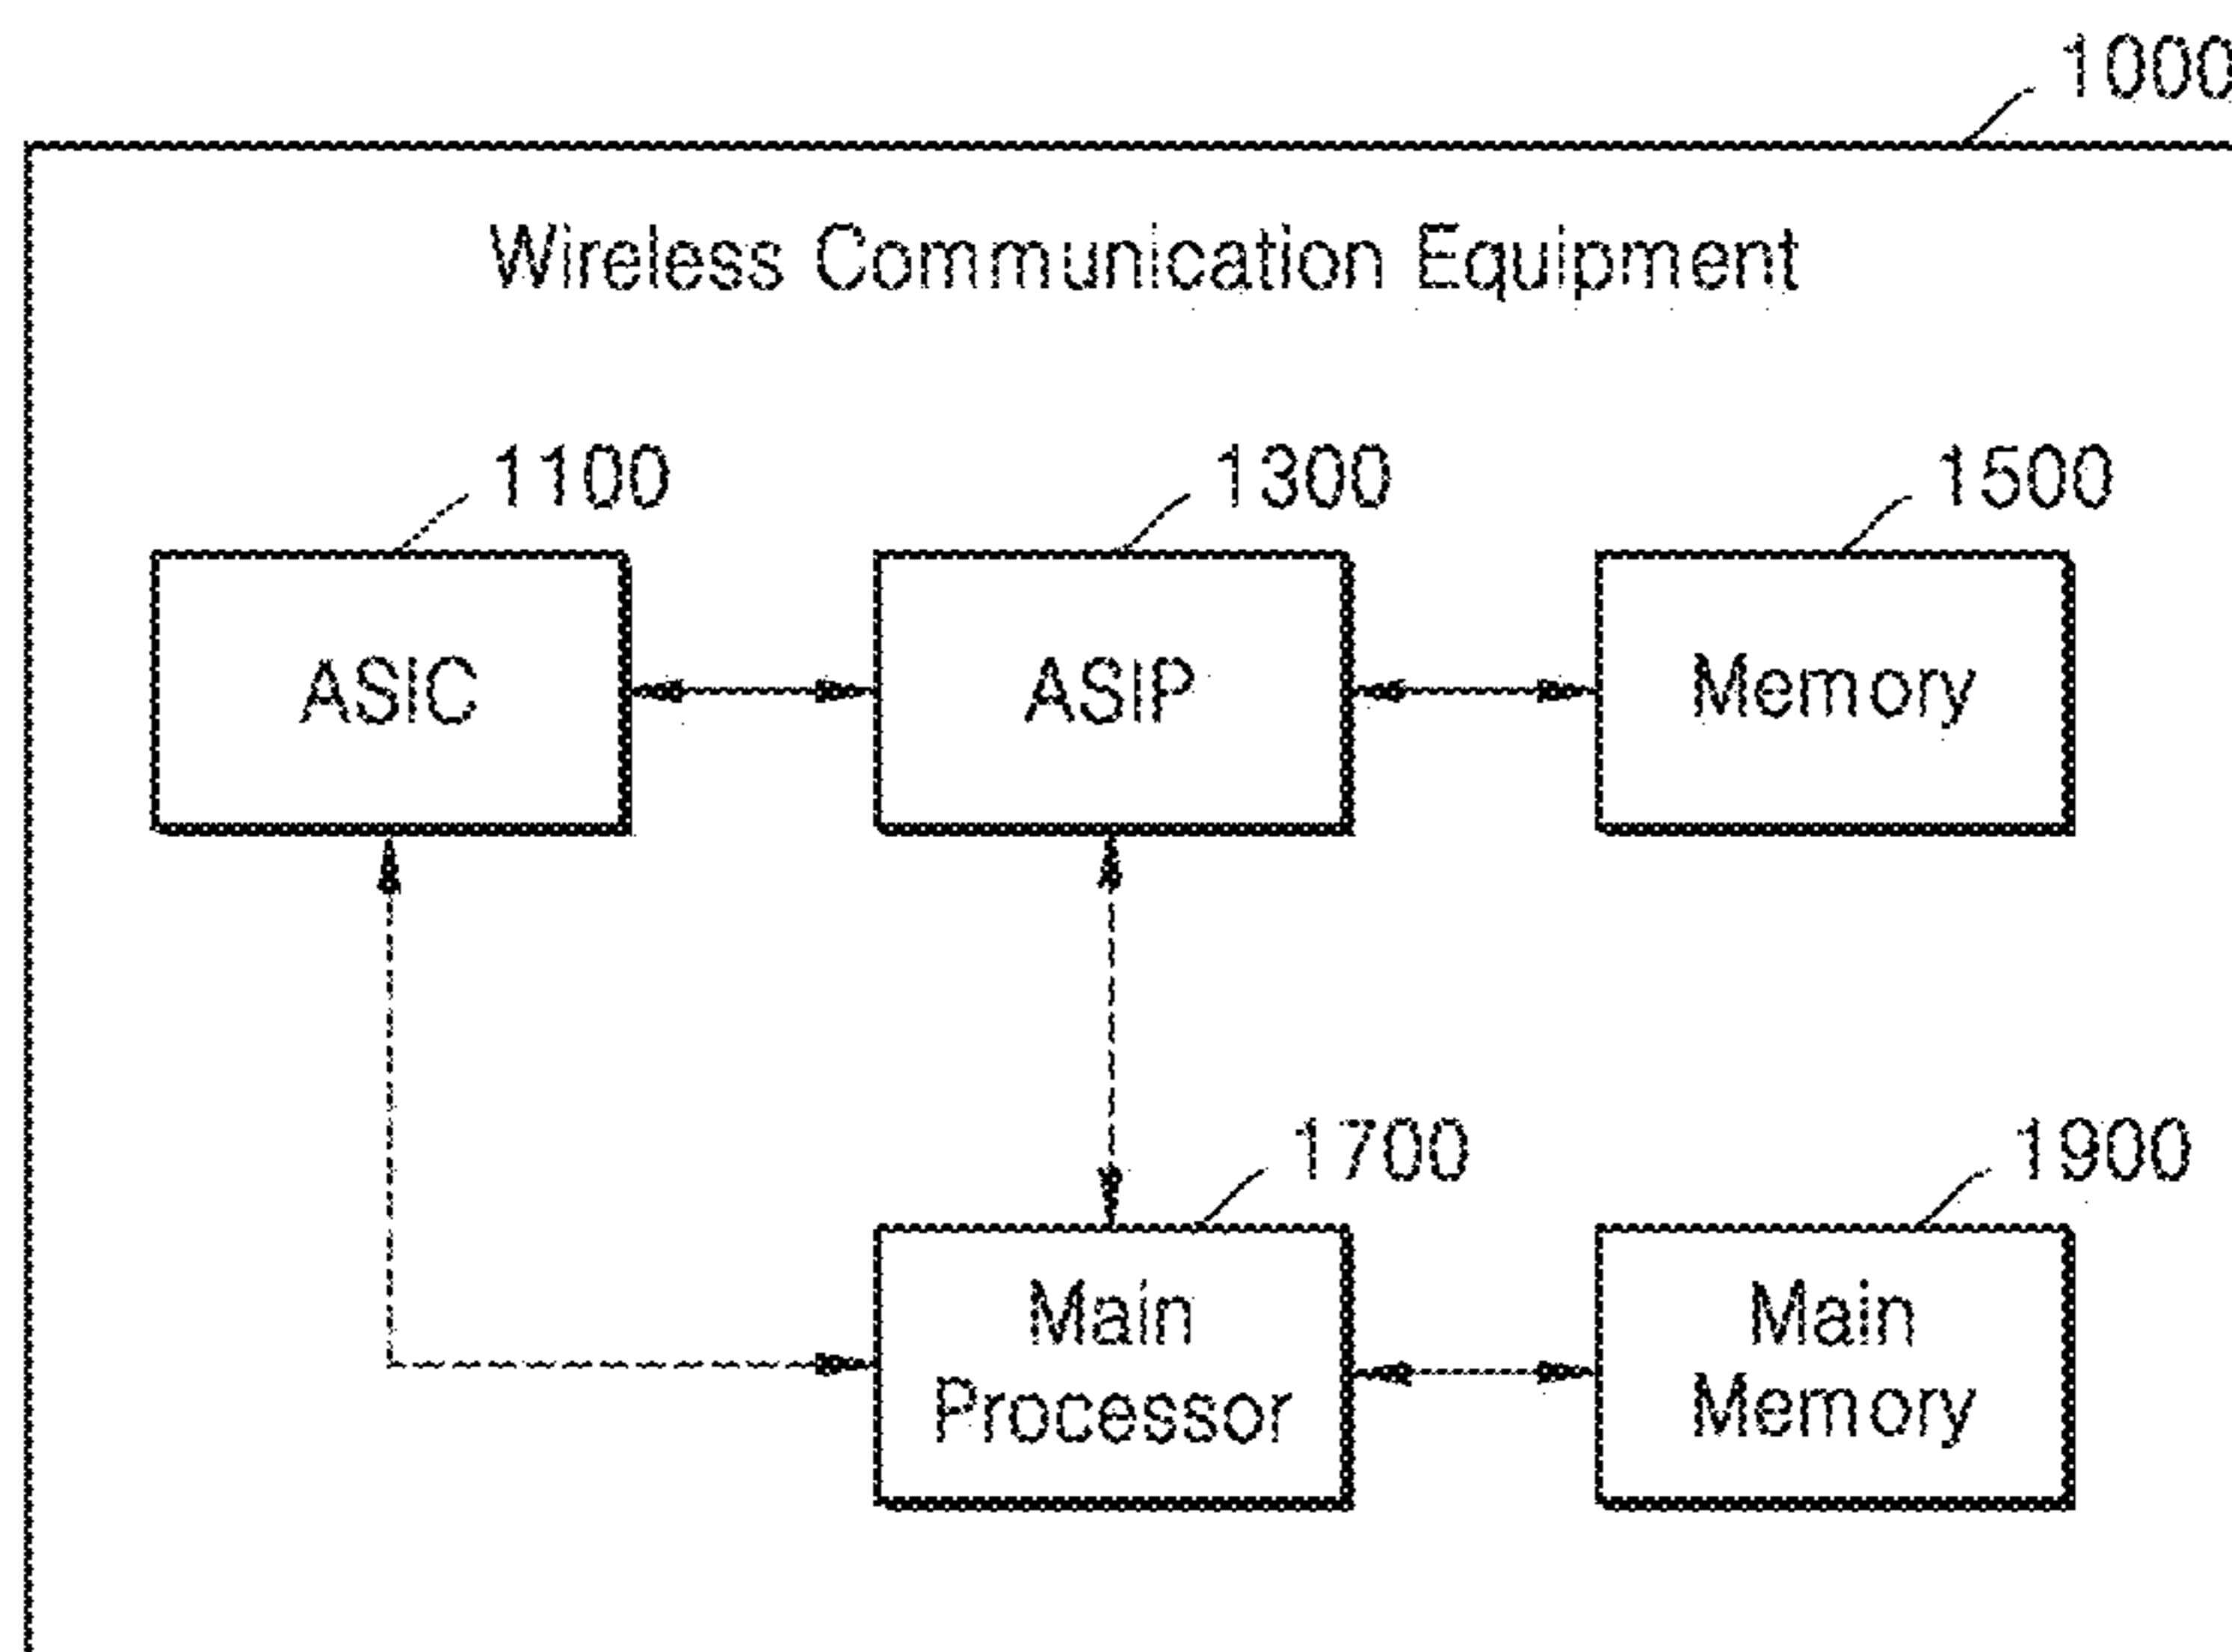 1000
Wireless Communication Equipment
1100
1300
1500
ASIC
ASIP
Memory
1700
1900
Main
Processor
Main
Memory